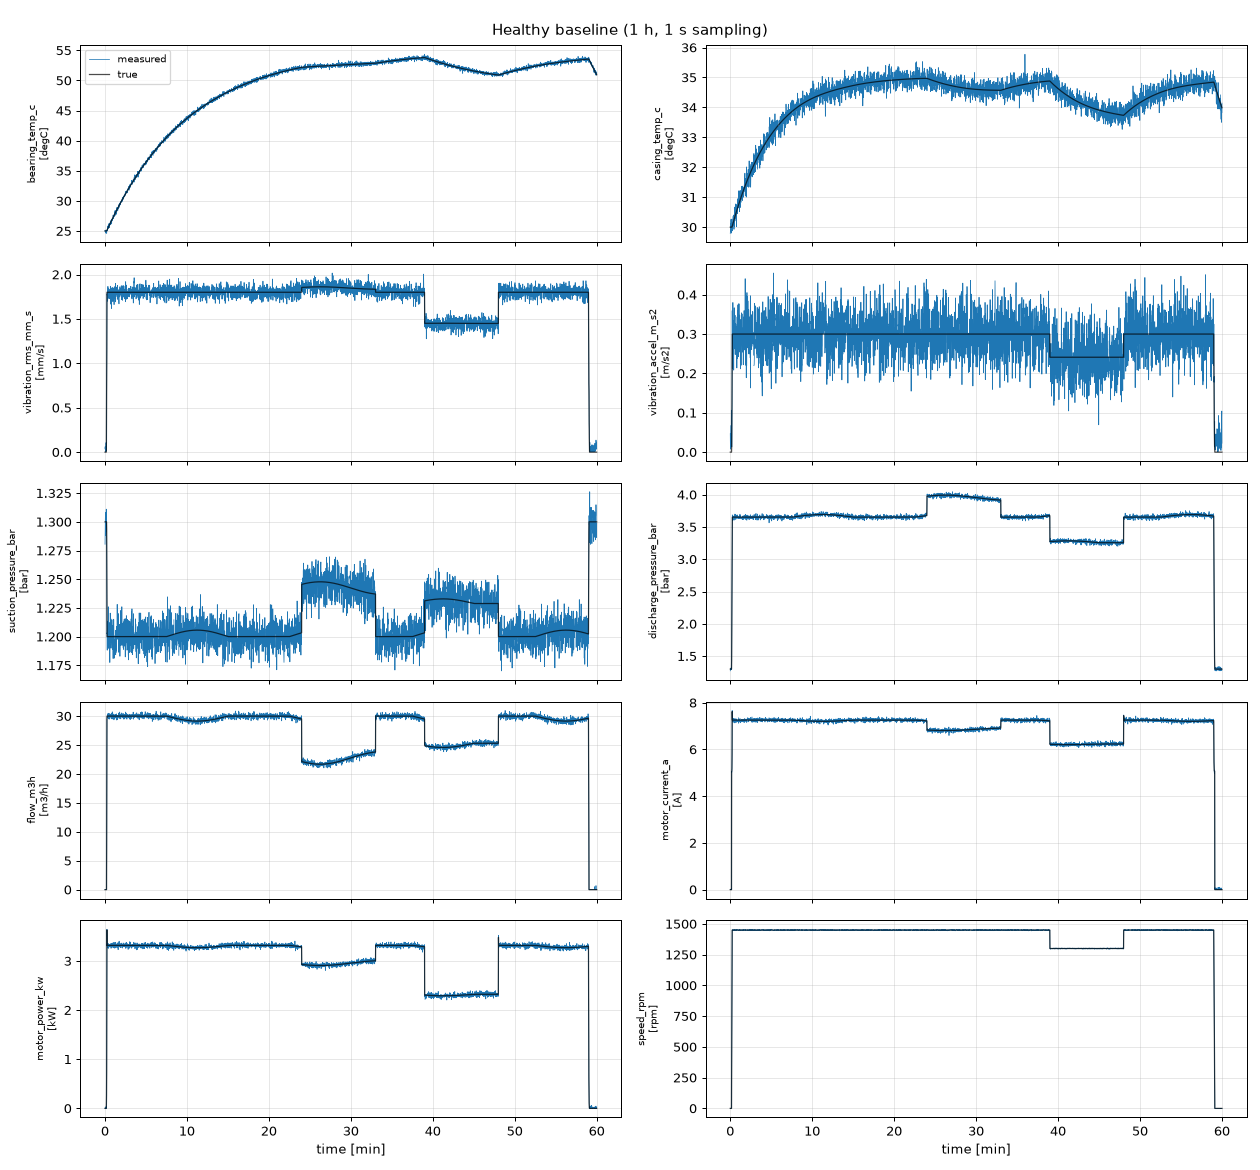 Healthy baseline (1 h, 1 s sampling)
bearing_temp_c
[degC]
55
50
45
40
35
30
25
measured
true
casing_temp_c
[degC]
36
35
34
33
32
31
30
vibration_rms_mm_s
[mm/s]
2.0
1.5
1.0
0.5
0.0
vibration_accel_m_s2
[m/s2]
0.4
0.3
0.2
0.1
0.0
suction_pressure_bar
[bar]
1.325
1.300
1.275
1.250
1.225
1.200
1.175
discharge_pressure_bar
[bar]
4.0
3.5
3.0
2.5
2.0
1.5
flow_m3h
[m3/h]
30
25
20
15
10
5
0
motor_current_a
[A]
8
6
4
2
0
motor_power_kw
[kW]
3
2
1
0
0 10 20 30 40 50 60
time [min]
speed_rpm
[rpm]
1500
1250
1000
750
500
250
0
0 10 20 30 40 50 60
time [min]